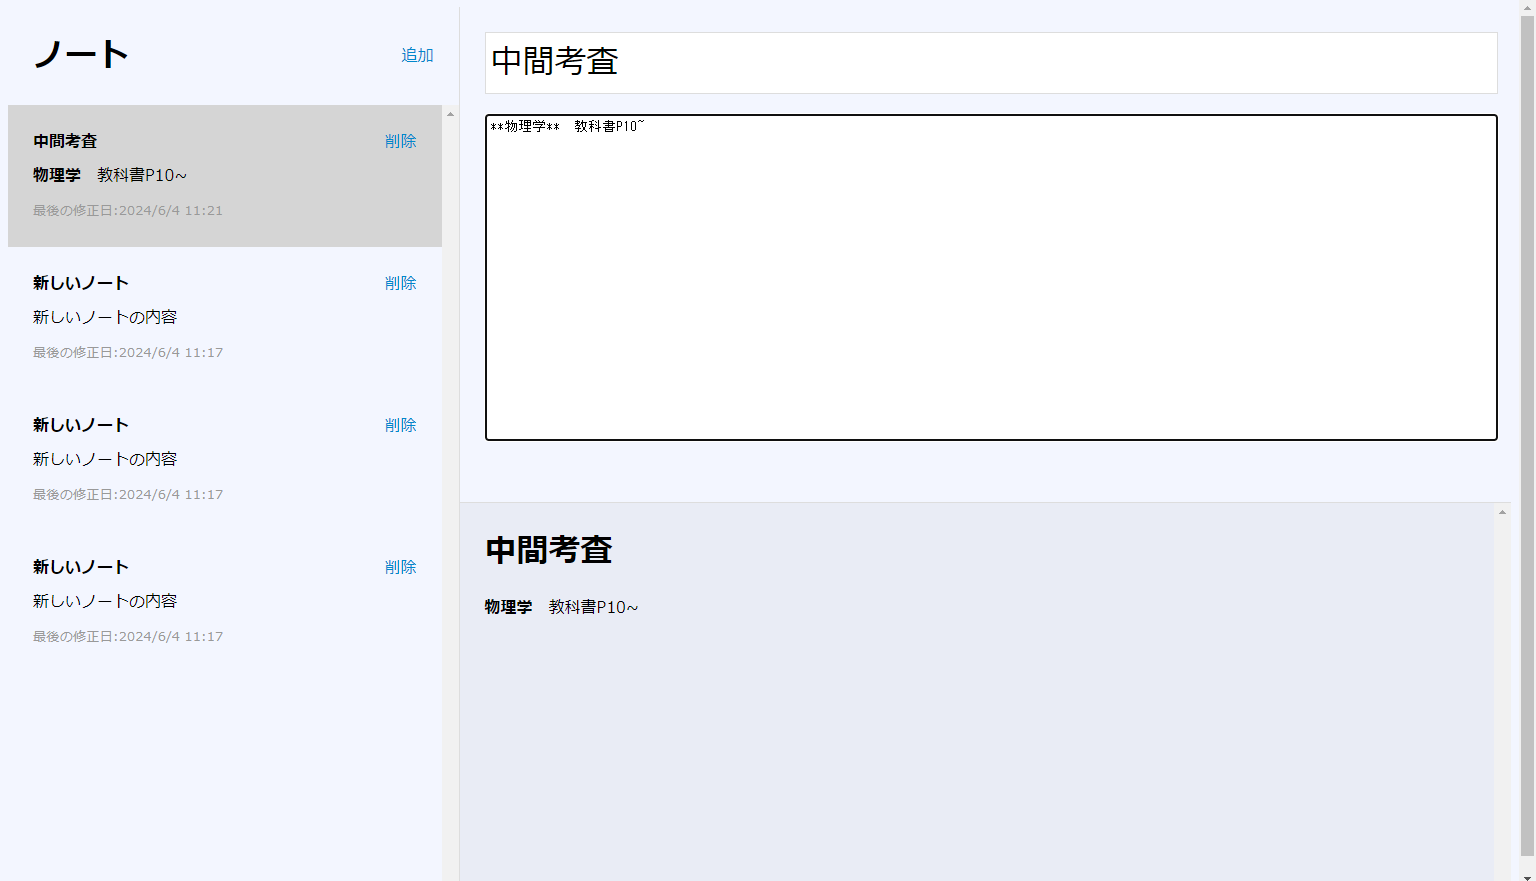 ノート
追加
中間考査
削除
物理学　教科書P10~
最後の修正日:2024/6/4 11:21
新しいノート
削除
新しいノートの内容
最後の修正日:2024/6/4 11:17
新しいノート
削除
新しいノートの内容
最後の修正日:2024/6/4 11:17
新しいノート
削除
新しいノートの内容
最後の修正日:2024/6/4 11:17
中間考査
**物理学**　教科書P10~
中間考査
物理学　教科書P10~